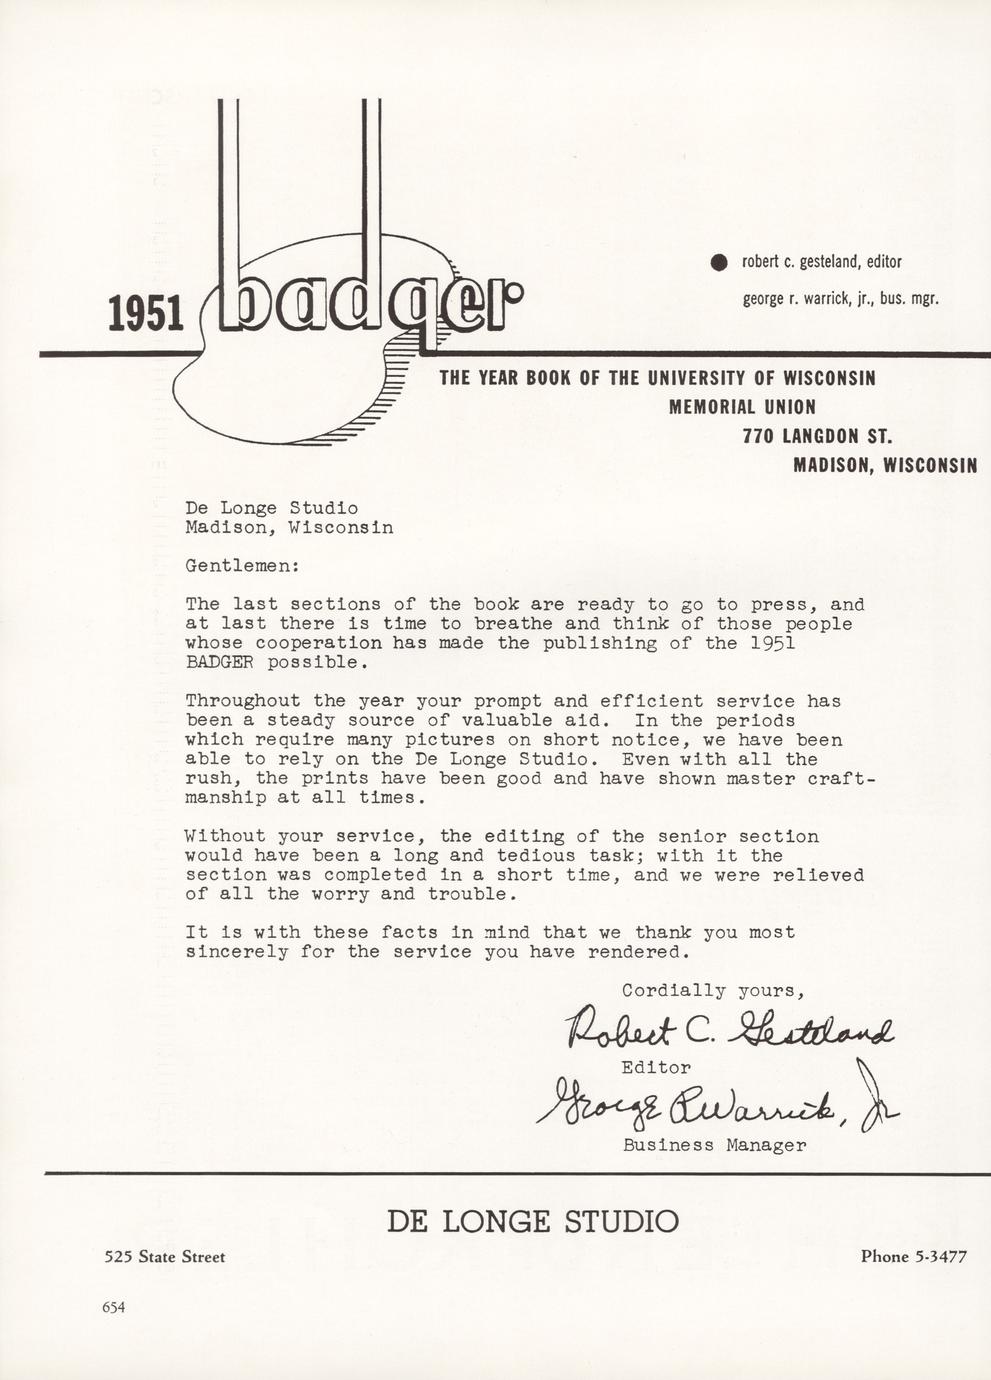 1951 badger
robert c. gesteland, editor
george r. warrick, jr., bus. mgr.
THE YEAR BOOK OF THE UNIVERSITY OF WISCONSIN
MEMORIAL UNION
770 LANGDON ST.
MADISON, WISCONSIN
De Longe Studio
Madison, Wisconsin
Gentlemen:
The last sections of the book are ready to go to press, and
at last there is time to breathe and think of those people
whose cooperation has made the publishing of the 1951
BADGER possible.
Throughout the year your prompt and efficient service has
been a steady source of valuable aid. In the periods
which require many pictures on short notice, we have been
able to rely on the De Longe Studio. Even with all the
rush, the prints have been good and have shown master craft-
manship at all times.
Without your service, the editing of the senior section
would have been a long and tedious task; with it the
section was completed in a short time, and we were relieved
of all the worry and trouble.
It is with these facts in mind that we thank you most
sincerely for the service you have rendered.
Cordially yours,
Robert C. Gesteland
Editor
George R Warrick, Jr
Business Manager
DE LONGE STUDIO
525 State Street
Phone 5-3477
654